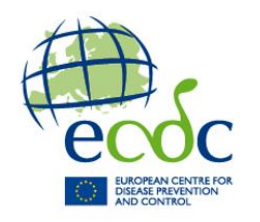 ecdc
EUROPEAN CENTRE FOR
DISEASE PREVENTION
AND CONTROL